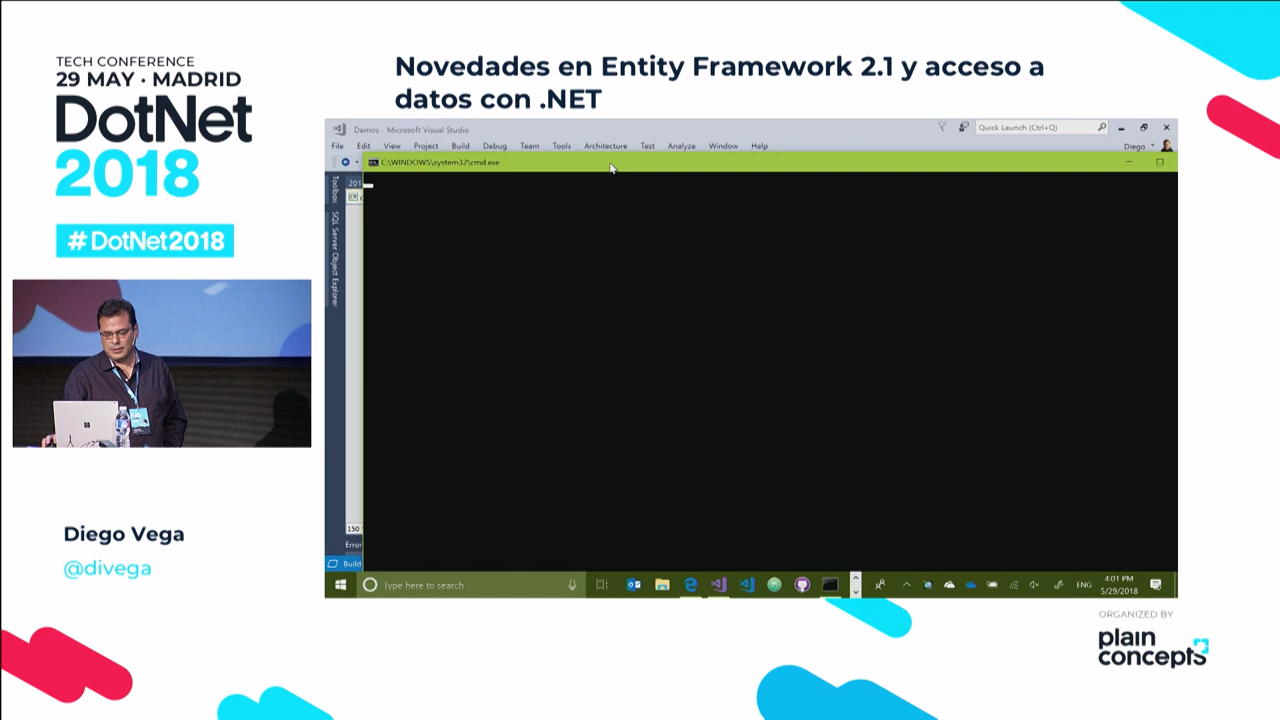 TECH CONFERENCE
29 MAY · MADRID
DotNet
2018
#DotNet2018
Novedades en Entity Framework 2.1 y acceso a
datos con .NET
Demos - Microsoft Visual Studio
Quick Launch (Ctrl+Q)
File Edit View Project Build Debug Team Tools Architecture Test Analyze Window Help
Diego
C:\WINDOWS\system32\cmd.exe
Toolbox
SQL Server Object Explorer
201
150
Error
Build
Type here to search
ENG
4:01 PM
5/29/2018
Diego Vega
@divega
ORGANIZED BY
plain
concepts